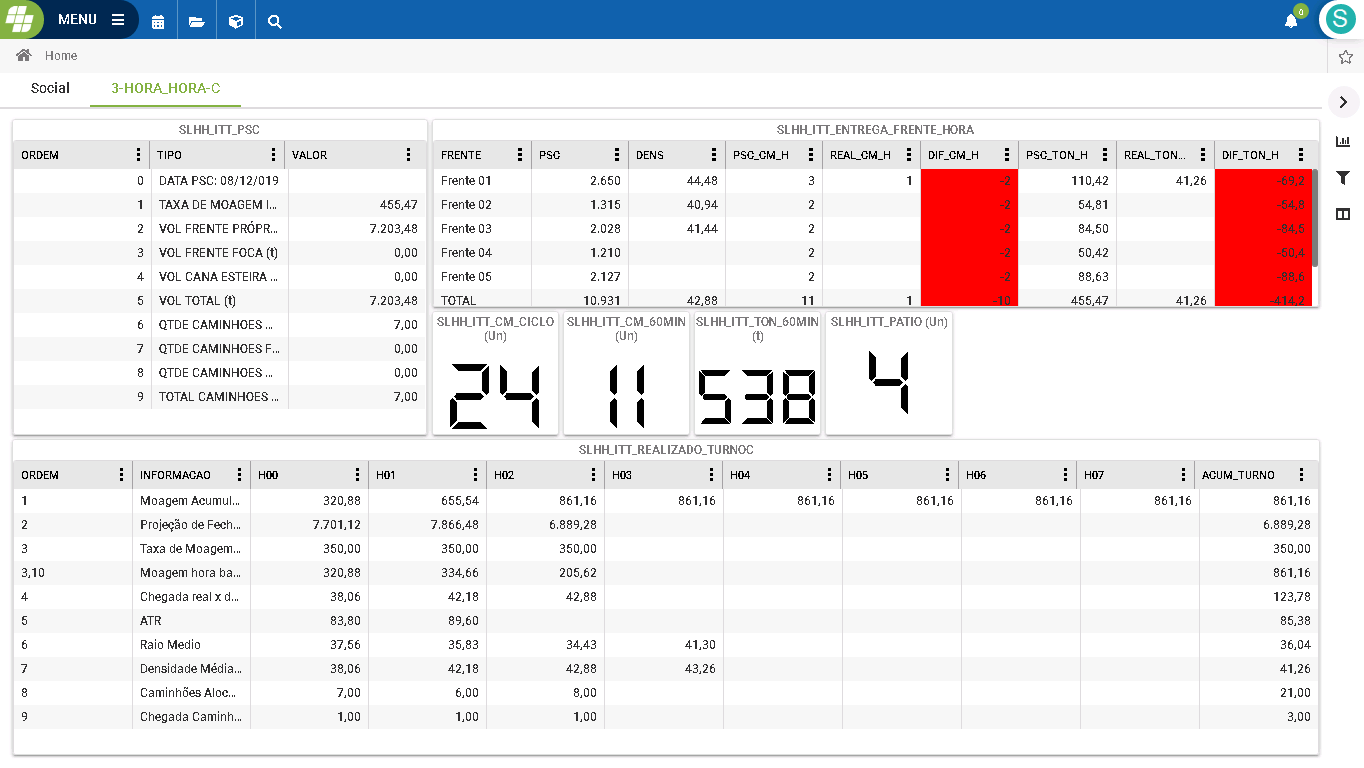 MENU
0
S
Home
Social 3-HORA_HORA-C
SLHH_ITT_PSC
ORDEM TIPO VALOR
0 DATA PSC: 08/12/019
1 TAXA DE MOAGEM I... 455,47
2 VOL FRENTE PRÓPR... 7.203,48
3 VOL FRENTE FOCA (t) 0,00
4 VOL CANA ESTEIRA ... 0,00
5 VOL TOTAL (t) 7.203,48
6 QTDE CAMINHOES ... 7,00
7 QTDE CAMINHOES F... 0,00
8 QTDE CAMINHOES ... 0,00
9 TOTAL CAMINHOES ... 7,00
SLHH_ITT_ENTREGA_FRENTE_HORA
FRENTE PSC DENS PSC_CM_H REAL_CM_H DIF_CM_H PSC_TON_H REAL_TON... DIF_TON_H
Frente 01 2.650 44,48 3 1 -2 110,42 41,26 -69,2
Frente 02 1.315 40,94 2 -2 54,81 -54,8
Frente 03 2.028 41,44 2 -2 84,50 -84,5
Frente 04 1.210 2 -2 50,42 -50,4
Frente 05 2.127 2 -2 88,63 -88,6
TOTAL 10.931 42,88 11 1 -10 455,47 41,26 -414,2
SLHH_ITT_CM_CICLO
(Un)
24
SLHH_ITT_CM_60MIN
(Un)
11
SLHH_ITT_TON_60MIN
(t)
538
SLHH_ITT_PATIO (Un)
4
SLHH_ITT_REALIZADO_TURNOC
ORDEM INFORMACAO H00 H01 H02 H03 H04 H05 H06 H07 ACUM_TURNO
1 Moagem Acumul... 320,88 655,54 861,16 861,16 861,16 861,16 861,16 861,16 861,16
2 Projeção de Fech... 7.701,12 7.866,48 6.889,28 6.889,28
3 Taxa de Moagem... 350,00 350,00 350,00 350,00
3,10 Moagem hora ba... 320,88 334,66 205,62 861,16
4 Chegada real x d... 38,06 42,18 42,88 123,78
5 ATR 83,80 89,60 85,38
6 Raio Medio 37,56 35,83 34,43 41,30 36,04
7 Densidade Média... 38,06 42,18 42,88 43,26 41,26
8 Caminhões Aloc... 7,00 6,00 8,00 21,00
9 Chegada Caminh... 1,00 1,00 1,00 3,00